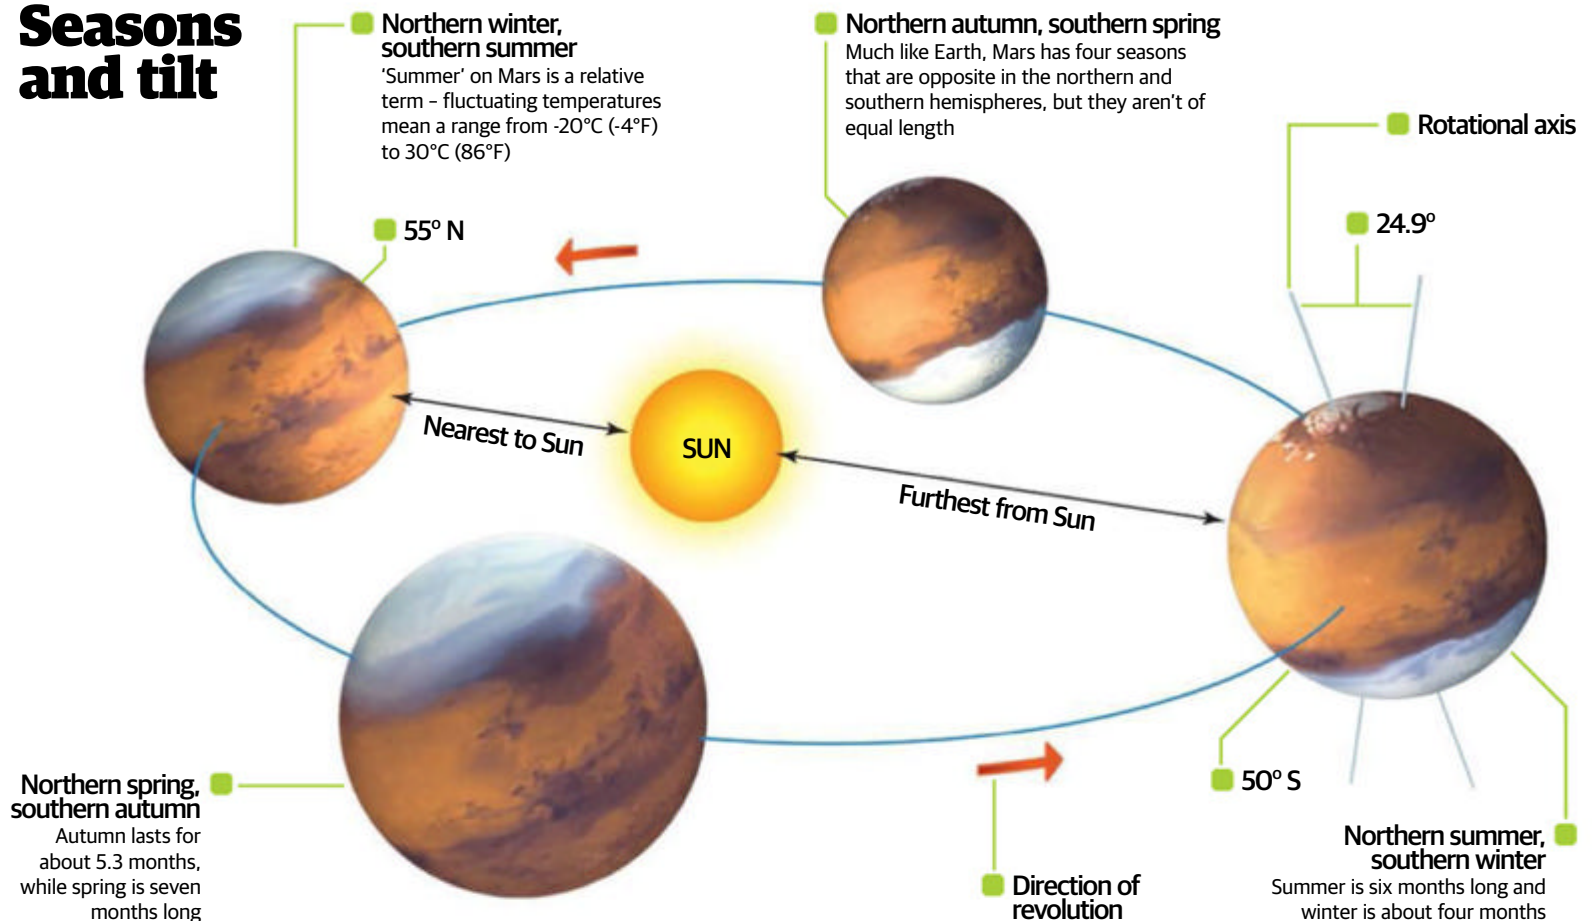 Seasons
and tilt
Northern winter,
southern summer
‘Summer’ on Mars is a relative
term – fluctuating temperatures
mean a range from -20°C (-4°F)
to 30°C (86°F)
Northern autumn, southern spring
Much like Earth, Mars has four seasons
that are opposite in the northern and
southern hemispheres, but they aren't of
equal length
Rotational axis
24.9°
55° N
Nearest to Sun
SUN
Furthest from Sun
50° S
Northern spring,
southern autumn
Autumn lasts for
about 5.3 months,
while spring is seven
months long
Direction of
revolution
Northern summer,
southern winter
Summer is six months long and
winter is about four months